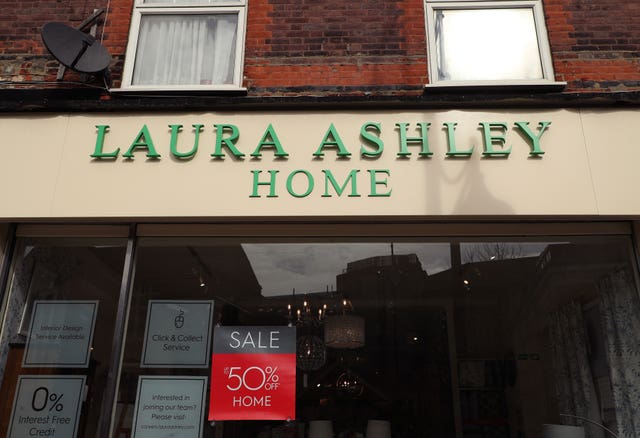 LAURA ASHLEY
HOME
Interior Design
Service Available
0%
Interest Free
Credit
Click & Collect
Service
Interested in
joining our team?
Please visit:
SALE
50%
OFF
HOME